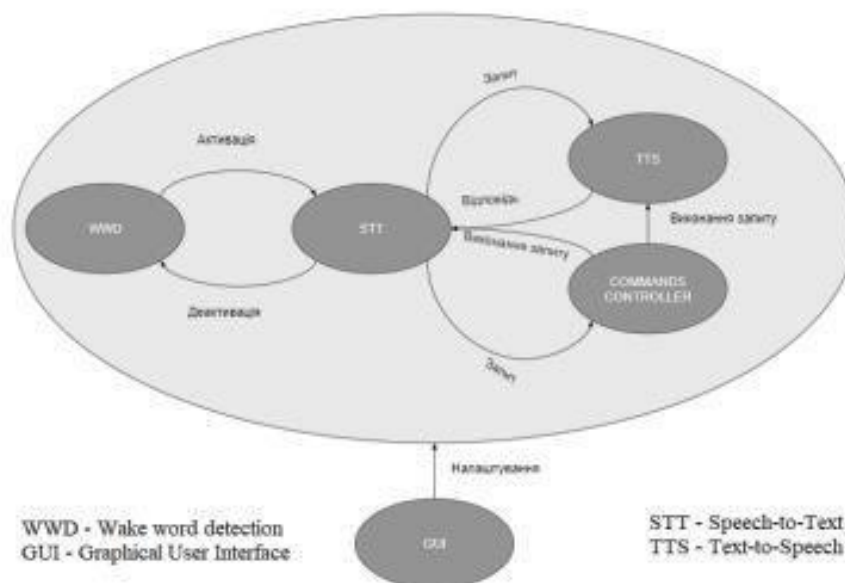 Запит
Активація
TTS
WWD
STT
Відповідь
Виконання запиту
Виконання запиту
COMMANDS
CONTROLLER
Деактивація
Запит
Налаштування
WWD - Wake word detection
GUI - Graphical User Interface
GUI
STT - Speech-to-Text
TTS - Text-to-Speech